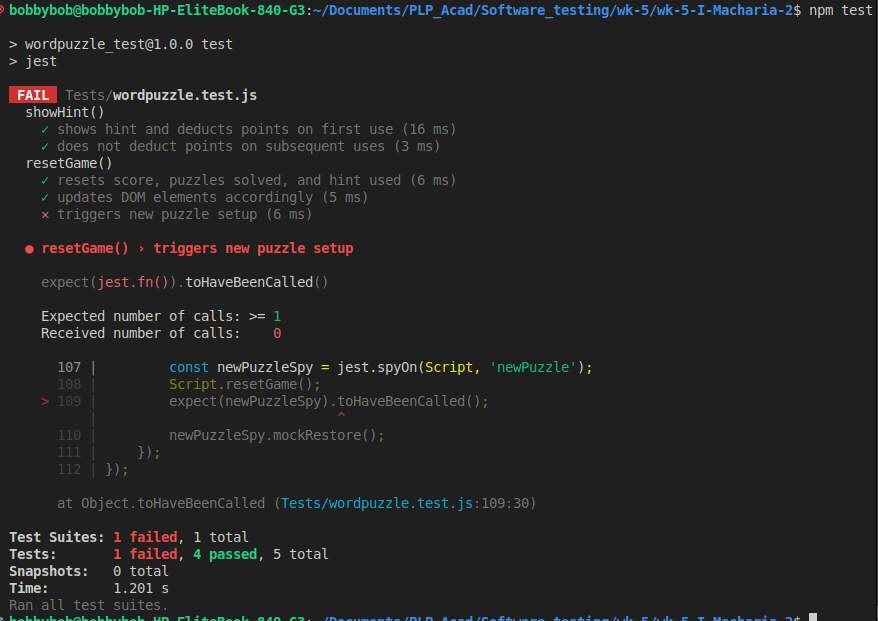 bobbybob@bobbybob-HP-EliteBook-840-G3:~/Documents/PLP_Acad/Software_testing/wk-5/wk-5-I-Macharia-2$ npm test
> wordpuzzle_test@1.0.0 test
> jest
FAIL Tests/wordpuzzle.test.js
showHint()
✓ shows hint and deducts points on first use (16 ms)
✓ does not deduct points on subsequent uses (3 ms)
resetGame()
✓ resets score, puzzles solved, and hint used (6 ms)
✓ updates DOM elements accordingly (5 ms)
✕ triggers new puzzle setup (6 ms)
● resetGame() › triggers new puzzle setup
expect(jest.fn()).toHaveBeenCalled()
Expected number of calls: >= 1
Received number of calls:    0
107 |         const newPuzzleSpy = jest.spyOn(Script, 'newPuzzle');
108 |         Script.resetGame();
> 109 |         expect(newPuzzleSpy).toHaveBeenCalled();
|                              ^
110 |         newPuzzleSpy.mockRestore();
111 |     });
112 | });
at Object.toHaveBeenCalled (Tests/wordpuzzle.test.js:109:30)
Test Suites: 1 failed, 1 total
Tests:       1 failed, 4 passed, 5 total
Snapshots:   0 total
Time:        1.201 s
Ran all test suites.
bobbybob@bobbybob-HP-EliteBook-840-G3:~/Documents/PLP_Acad/Software_testing/wk-5/wk-5-I-Macharia-2$